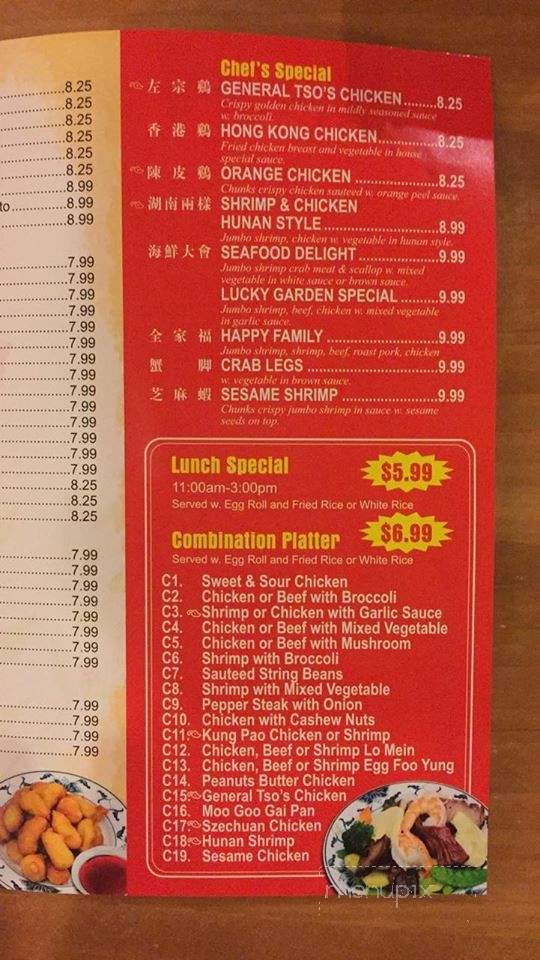 ...........8.25
...........8.25
...........8.25
...........8.25
...........8.25
...........8.25
...........8.99
to...........8.99
...........8.99
...........7.99
...........7.99
...........7.99
...........7.99
...........7.99
...........7.99
...........7.99
...........7.99
...........7.99
...........7.99
...........7.99
...........7.99
...........7.99
...........7.99
...........8.25
...........8.25
...........8.25
...........7.99
...........7.99
...........7.99
...........7.99
...........7.99
...........7.99
...........7.99
...........7.99
...........7.99
...........7.99
...........7.99
Chef's Special
左宗鷄 GENERAL TSO'S CHICKEN.........8.25
Crispy golden chicken in mildly seasoned sauce
w. broccoli.
香港鷄 HONG KONG CHICKEN...............8.25
Fried chicken breast and vegetable in house
special sauce.
陳皮鷄 ORANGE CHICKEN ....................8.25
Chunks crispy chicken sauteed w. orange peel sauce.
湖南兩樣 SHRIMP & CHICKEN
HUNAN STYLE ............................8.99
Jumbo shrimp, chicken w. vegetable in hunan style.
海鮮大會 SEAFOOD DELIGHT ....................9.99
Jumbo shrimp crab meat & scallop w. mixed
vegetable in white sauce or brown sauce.
LUCKY GARDEN SPECIAL ..........9.99
Jumbo shrimp, beef, chicken w. mixed vegetable
in garlic sauce.
全家福 HAPPY FAMILY ...........................9.99
Jumbo shrimp, shrimp, beef, roast pork, chicken
蟹脚 CRAB LEGS ................................9.99
w. vegetable in brown sauce.
芝麻蝦 SESAME SHRIMP ........................9.99
Chunks crispy jumbo shrimp in sauce w. sesame
seeds on top.
Lunch Special $5.99
11:00am-3:00pm
Served w. Egg Roll and Fried Rice or White Rice
Combination Platter $6.99
Served w. Egg Roll and Fried Rice or White Rice
C1. Sweet & Sour Chicken
C2. Chicken or Beef with Broccoli
C3. Shrimp or Chicken with Garlic Sauce
C4. Chicken or Beef with Mixed Vegetable
C5. Chicken or Beef with Mushroom
C6. Shrimp with Broccoli
C7. Sauteed String Beans
C8. Shrimp with Mixed Vegetable
C9. Pepper Steak with Onion
C10. Chicken with Cashew Nuts
C11. Kung Pao Chicken or Shrimp
C12. Chicken, Beef or Shrimp Lo Mein
C13. Chicken, Beef or Shrimp Egg Foo Yung
C14. Peanuts Butter Chicken
C15. General Tso's Chicken
C16. Moo Goo Gai Pan
C17. Szechuan Chicken
C18. Hunan Shrimp
C19. Sesame Chicken
menupix